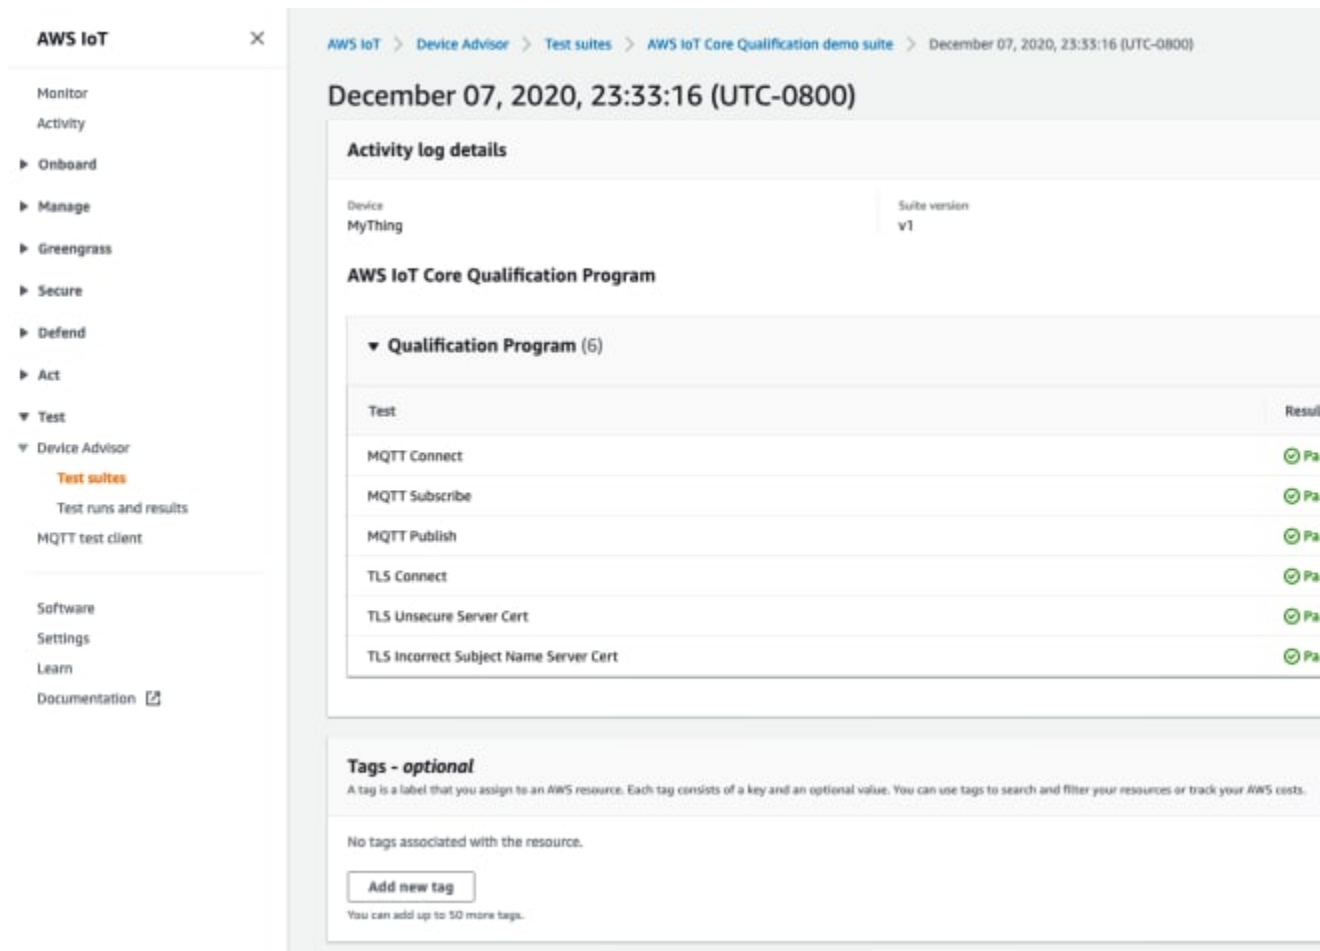 AWS IoT
Monitor
Activity
Onboard
Manage
Greengrass
Secure
Defend
Act
Test
Device Advisor
Test suites
Test runs and results
MQTT test client
Software
Settings
Learn
Documentation
AWS IoT > Device Advisor > Test suites > AWS IoT Core Qualification demo suite > December 07, 2020, 23:33:16 (UTC-0800)
December 07, 2020, 23:33:16 (UTC-0800)
Activity log details
Device
MyThing
Suite version
v1
AWS IoT Core Qualification Program
Qualification Program (6)
Test Resul
MQTT Connect Pa
MQTT Subscribe Pa
MQTT Publish Pa
TLS Connect Pa
TLS Unsecure Server Cert Pa
TLS Incorrect Subject Name Server Cert Pa
Tags - optional
A tag is a label that you assign to an AWS resource. Each tag consists of a key and an optional value. You can use tags to search and filter your resources or track your AWS costs.
No tags associated with the resource.
Add new tag
You can add up to 50 more tags.